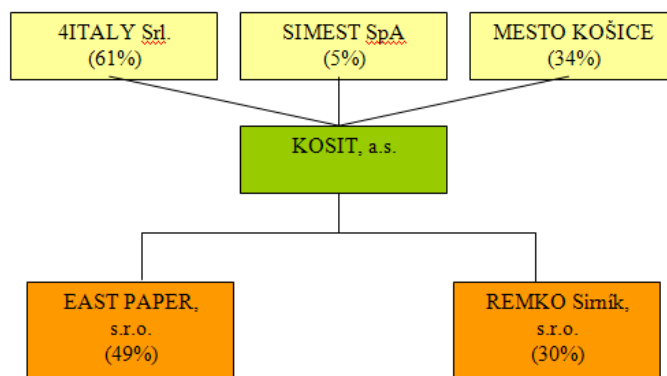 4ITALY Srl.
(61%)
SIMEST SpA
(5%)
MESTO KOŠICE
(34%)
KOSIT, a.s.
EAST PAPER,
s.r.o.
(49%)
REMKO Sirník,
s.r.o.
(30%)